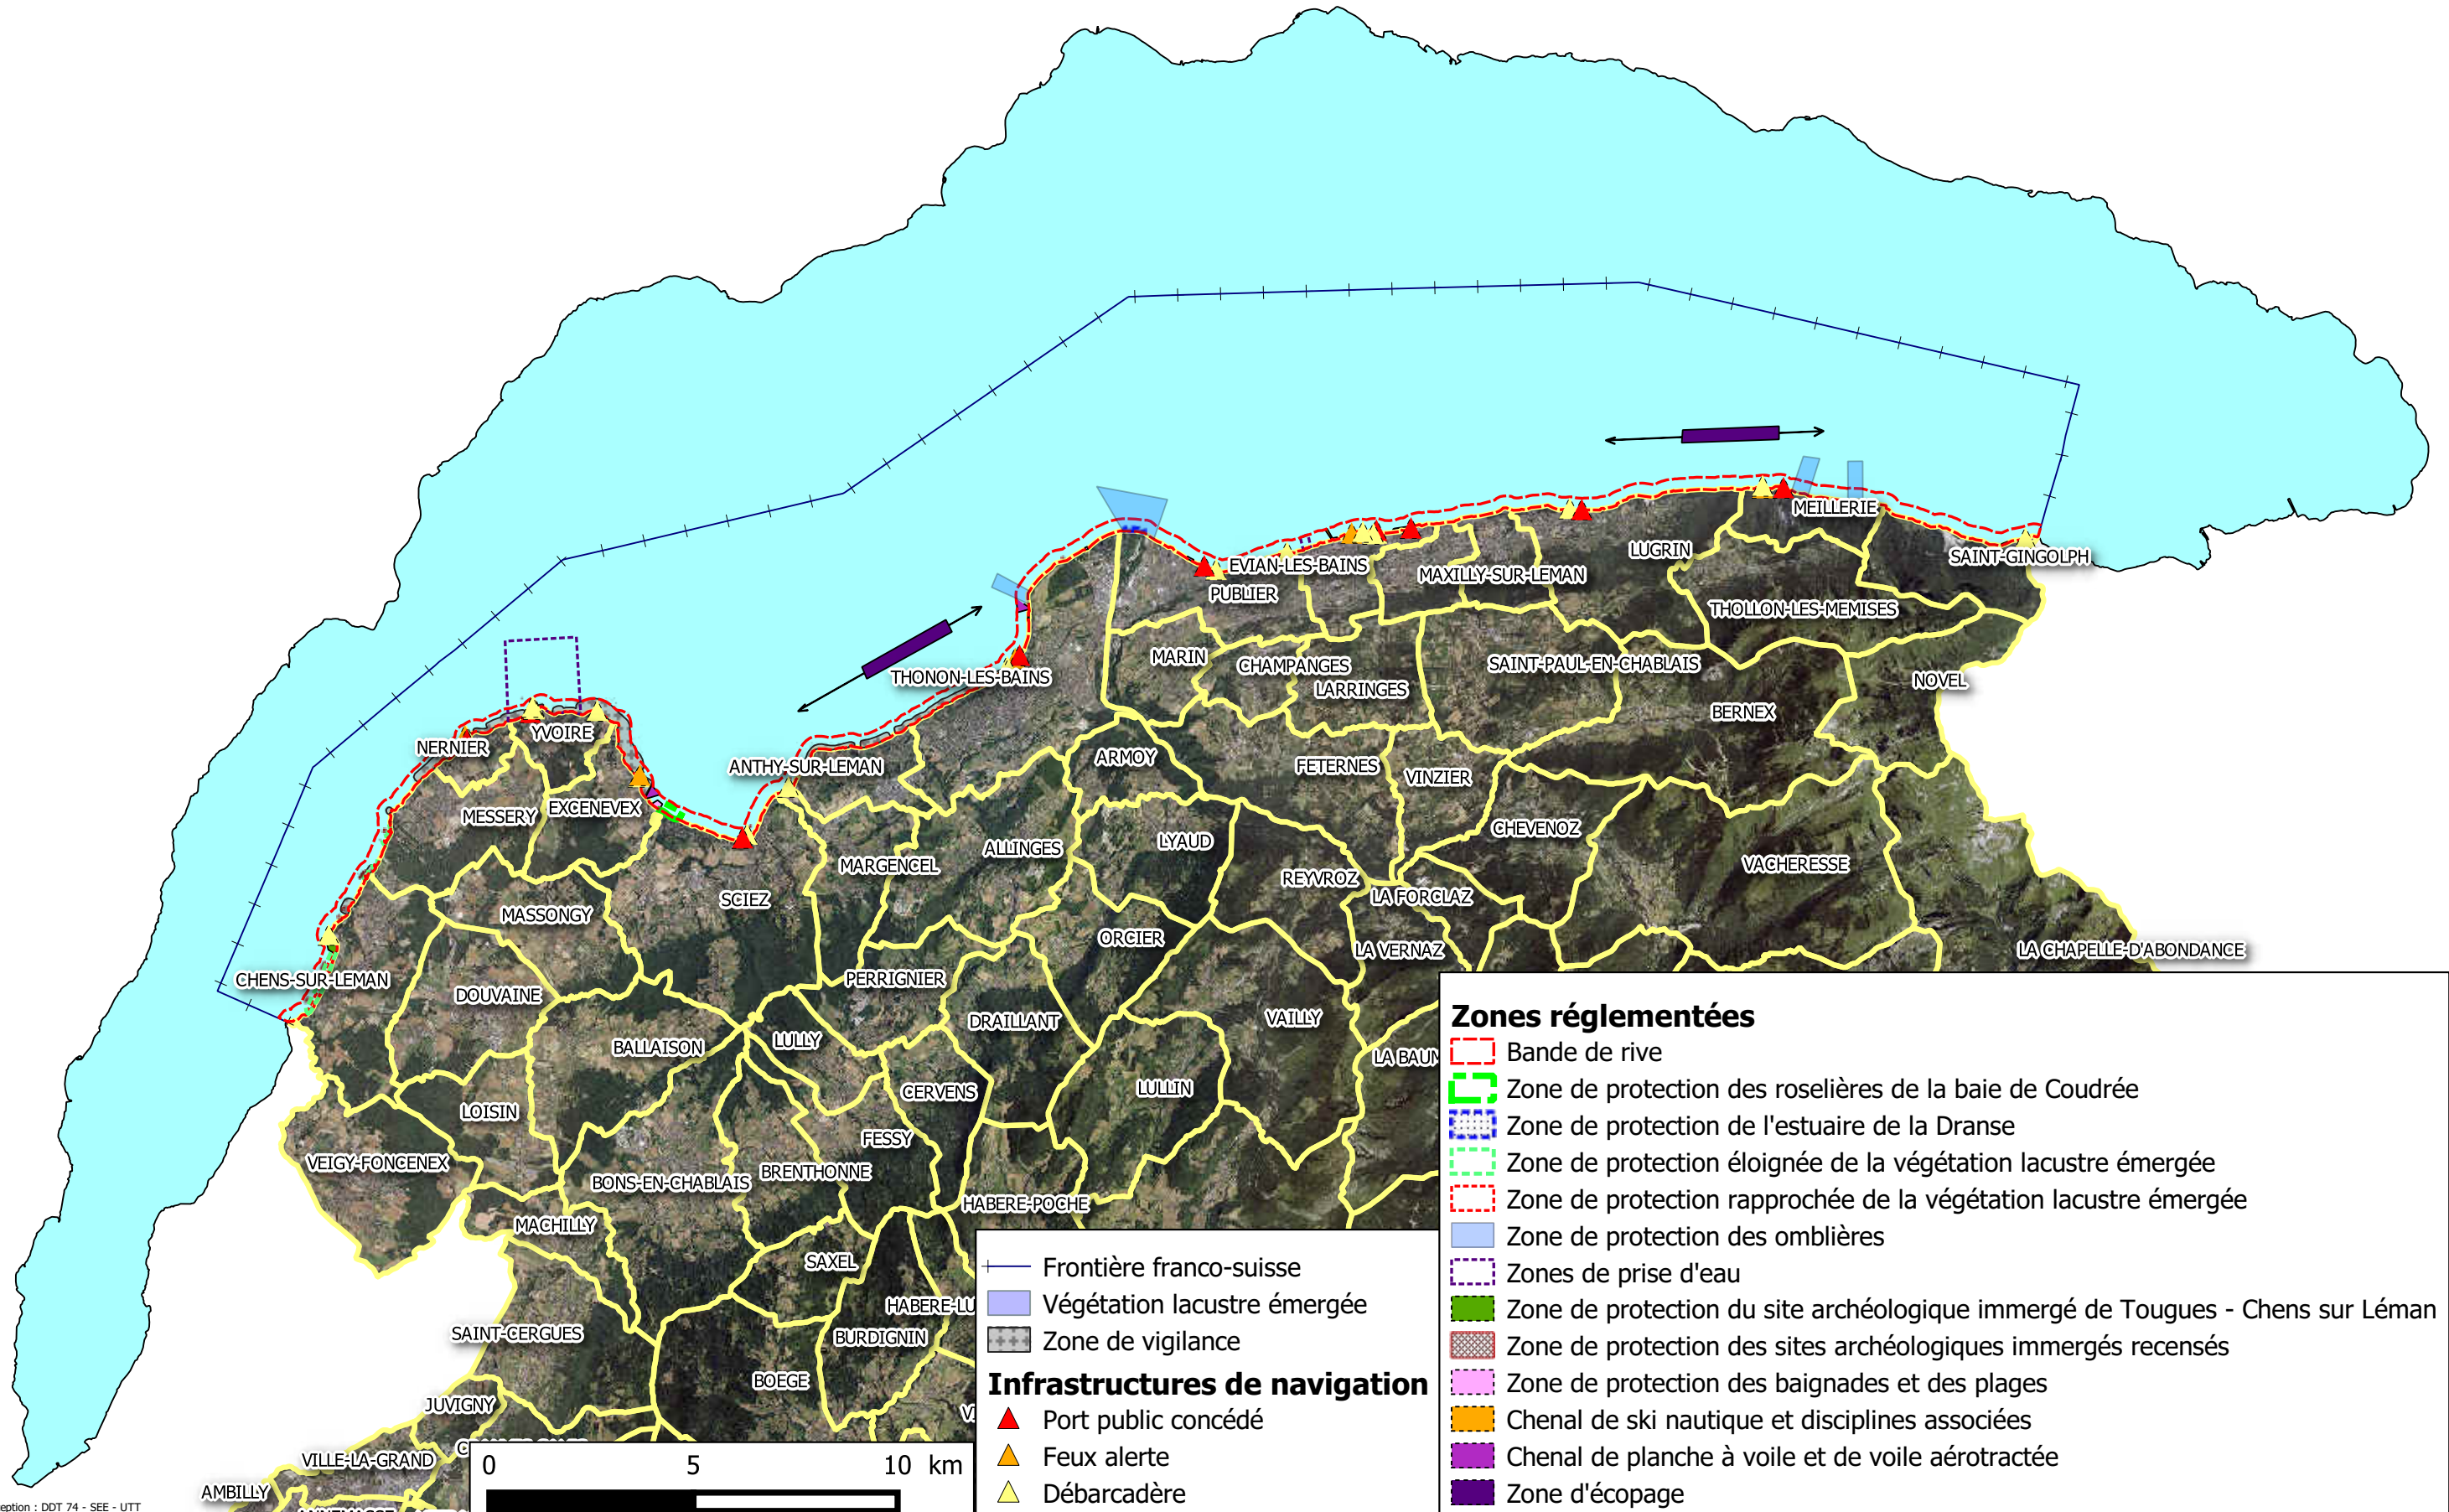 MEILLERIE
LUGRIN
SAINT-GINGOLPH
EVIAN-LES-BAINS
MAXILLY-SUR-LEMAN
PUBLIER
THOLLON-LES-MEMISES
MARIN
CHAMPANGES
SAINT-PAUL-EN-CHABLAIS
THONON-LES-BAINS
LARRINGES
NOVEL
BERNEX
YVOIRE
NERNIER
ANTHY-SUR-LEMAN
ARMOY
FETERNES
VINZIER
MESSERY
EXCENEVEX
CHEVENOZ
LYAUD
ALLINGES
MARGENCEL
VACHERESSE
REYVROZ
LA FORCLAZ
SCIEZ
MASSONGY
ORCIER
LA VERNAZ
LA CHAPELLE-D'ABONDANCE
CHENS-SUR-LEMAN
PERRIGNIER
DOUVAINE
DRAILLANT
VAILLY
LULLY
BALLAISON
LA BAUM
CERVENS
LULLIN
LOISIN
FESSY
VEIGY-FONCENEX
BRENTHONNE
BONS-EN-CHABLAIS
HABERE-POCHE
MACHILLY
SAXEL
HABERE-LU
SAINT-CERGUES
BURDIGNIN
BOEGE
JUVIGNY
VILLE-LA-GRAND
AMBILLY
0 5 10 km
eption : DDT 74 - SEE - UTT
Frontière franco-suisse
Végétation lacustre émergée
Zone de vigilance
Infrastructures de navigation
Port public concédé
Feux alerte
Débarcadère
Zones réglementées
Bande de rive
Zone de protection des roselières de la baie de Coudrée
Zone de protection de l'estuaire de la Dranse
Zone de protection éloignée de la végétation lacustre émergée
Zone de protection rapprochée de la végétation lacustre émergée
Zone de protection des omblières
Zones de prise d'eau
Zone de protection du site archéologique immergé de Tougues - Chens sur Léman
Zone de protection des sites archéologiques immergés recensés
Zone de protection des baignades et des plages
Chenal de ski nautique et disciplines associées
Chenal de planche à voile et de voile aérotractée
Zone d'écopage